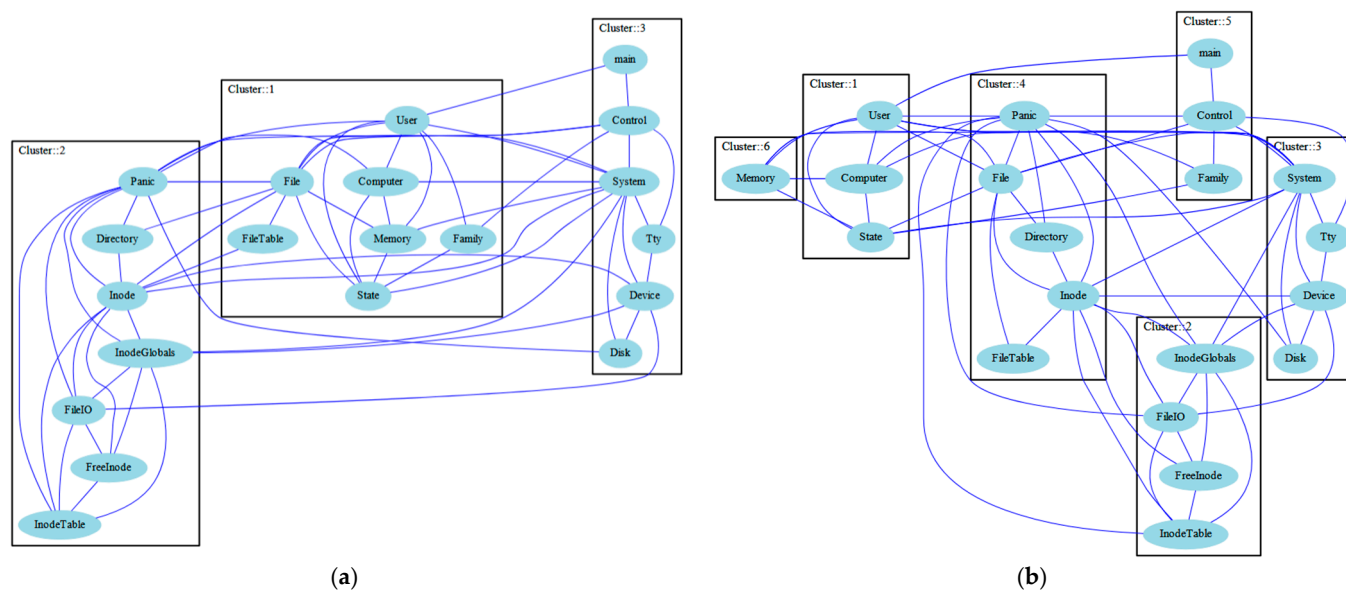 Cluster::3
main
Cluster::1
User
Control
Cluster::2
Panic
File
Computer
System
Directory
FileTable
Memory
Family
Tty
Inode
State
Device
InodeGlobals
Disk
FileIO
FreeInode
InodeTable
(a)
Cluster::5
main
Cluster::1
Cluster::4
User
Panic
Control
Cluster::6
Cluster::3
Memory
Computer
File
Family
System
State
Directory
Tty
Inode
Device
Cluster::2
FileTable
InodeGlobals
Disk
FileIO
FreeInode
InodeTable
(b)